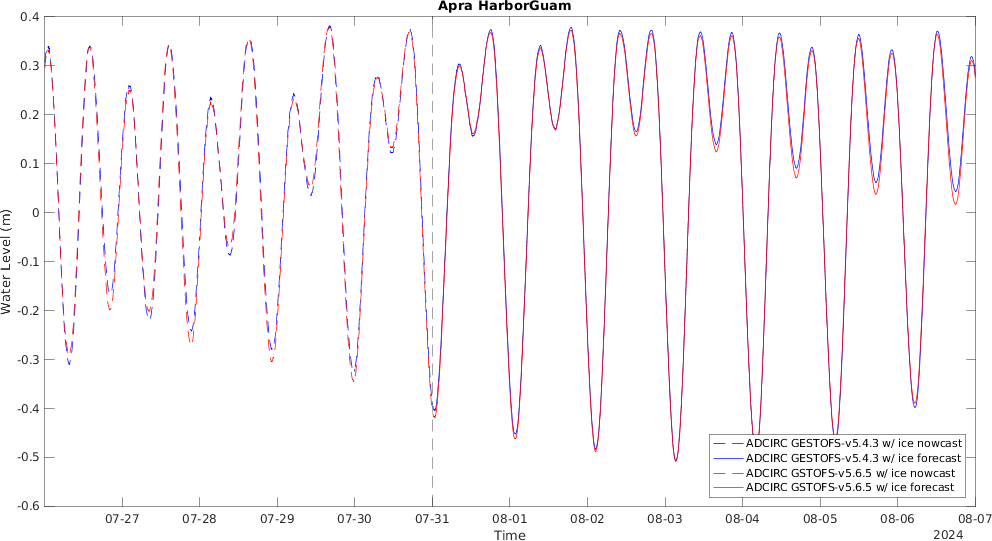 Apra HarborGuam
0.4
0.3
0.2
0.1
0
-0.1
-0.2
-0.3
-0.4
-0.5
-0.6
Water Level (m)
ADCIRC GESTOFS-v5.4.3 w/ ice nowcast
ADCIRC GESTOFS-v5.4.3 w/ ice forecast
ADCIRC GSTOFS-v5.6.5 w/ ice nowcast
ADCIRC GSTOFS-v5.6.5 w/ ice forecast
07-27 07-28 07-29 07-30 07-31 08-01 08-02 08-03 08-04 08-05 08-06 08-07
Time
2024